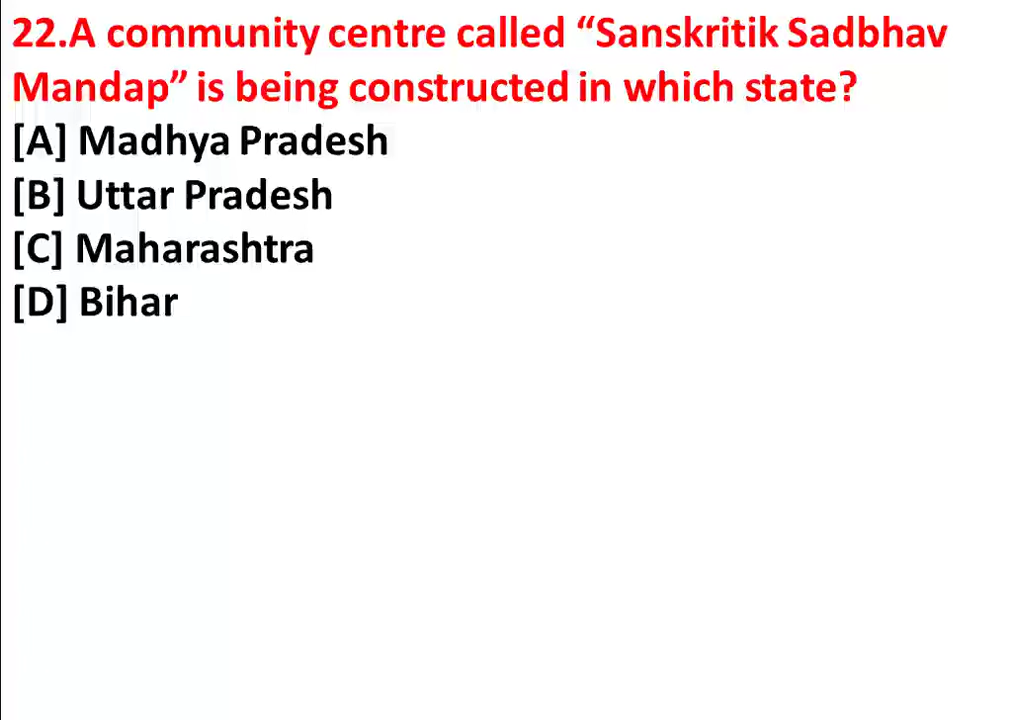 22.A community centre called “Sanskritik Sadbhav
Mandap” is being constructed in which state?
[A] Madhya Pradesh
[B] Uttar Pradesh
[C] Maharashtra
[D] Bihar